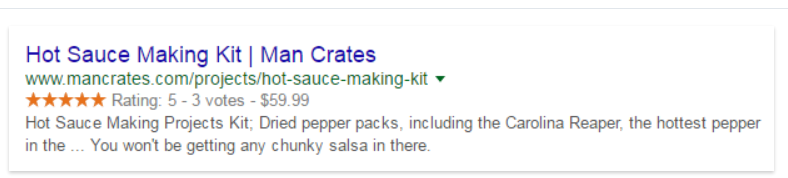 Hot Sauce Making Kit | Man Crates
www.mancrates.com/projects/hot-sauce-making-kit
Rating: 5 - 3 votes - $59.99
Hot Sauce Making Projects Kit; Dried pepper packs, including the Carolina Reaper, the hottest pepper
in the ... You won't be getting any chunky salsa in there.